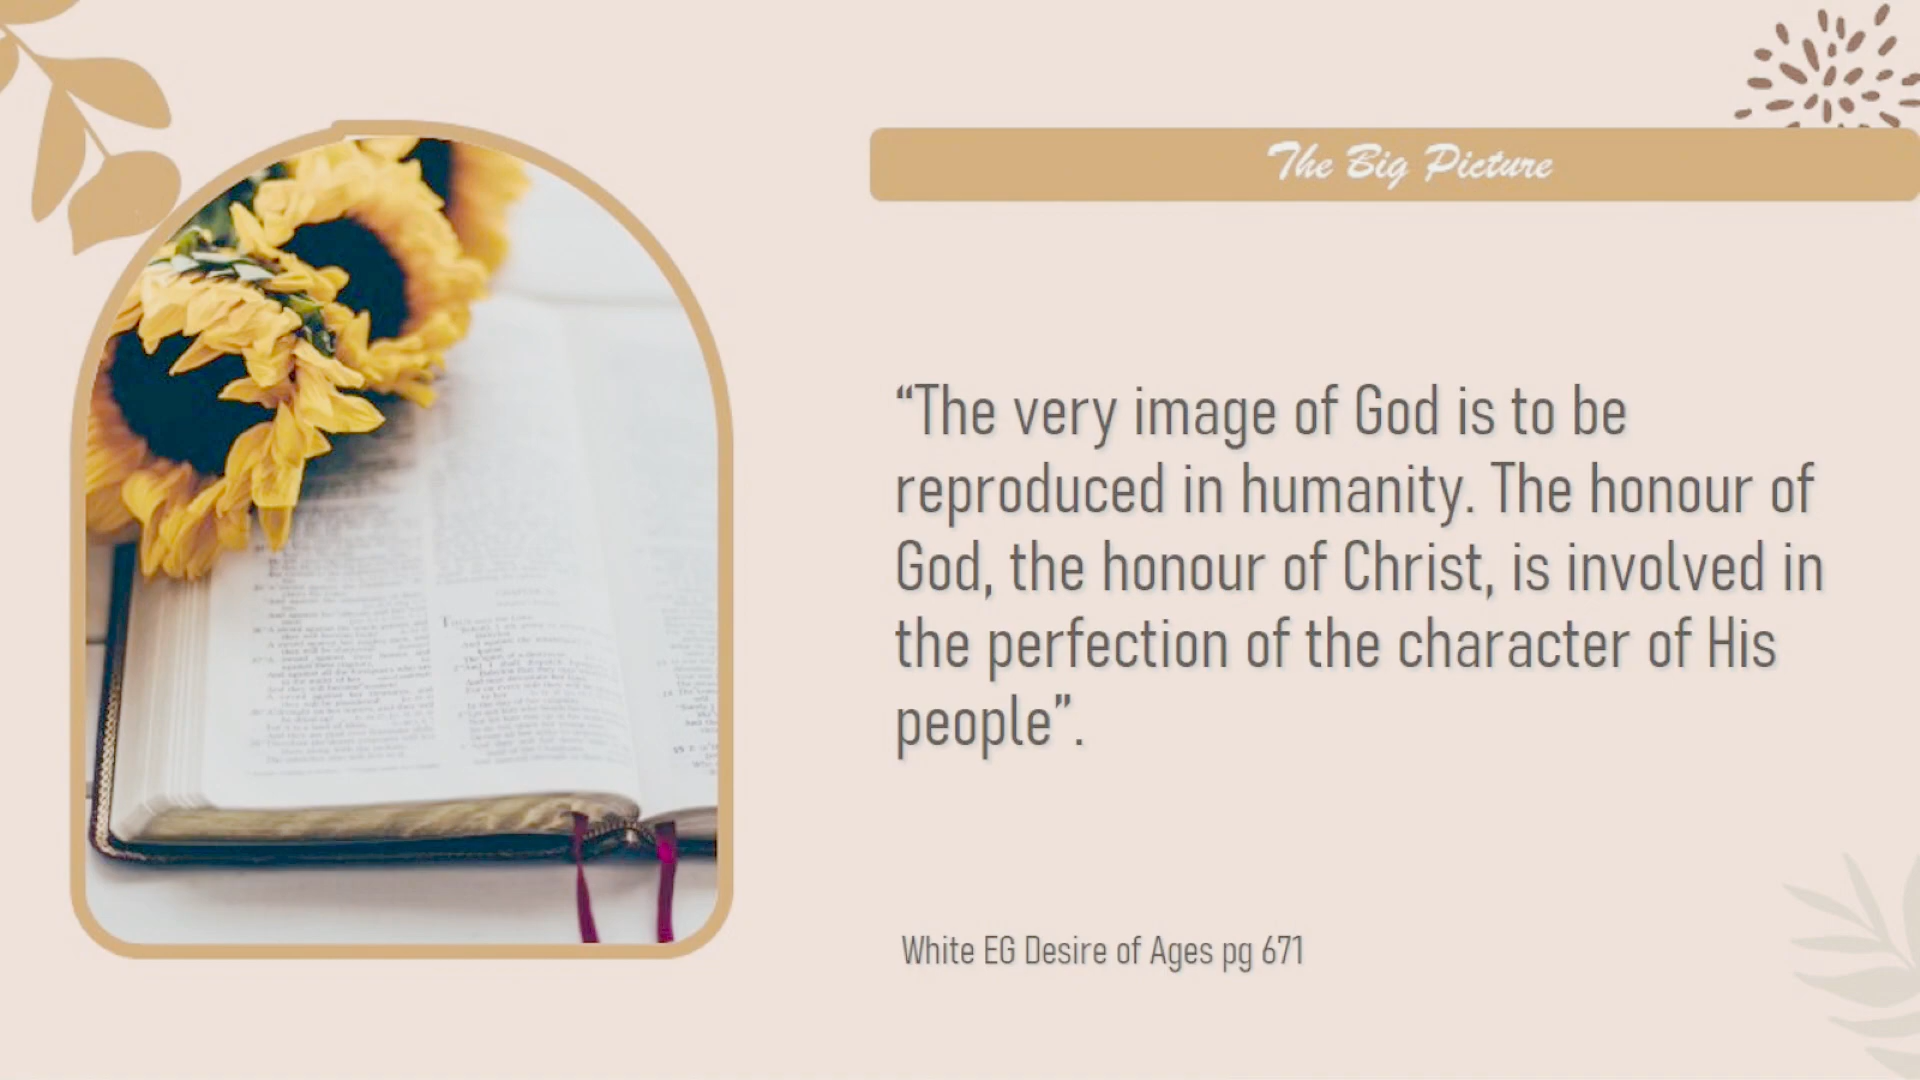 The Big Picture
“The very image of God is to be
reproduced in humanity. The honour of
God, the honour of Christ, is involved in
the perfection of the character of His
people”.
White EG Desire of Ages pg 671